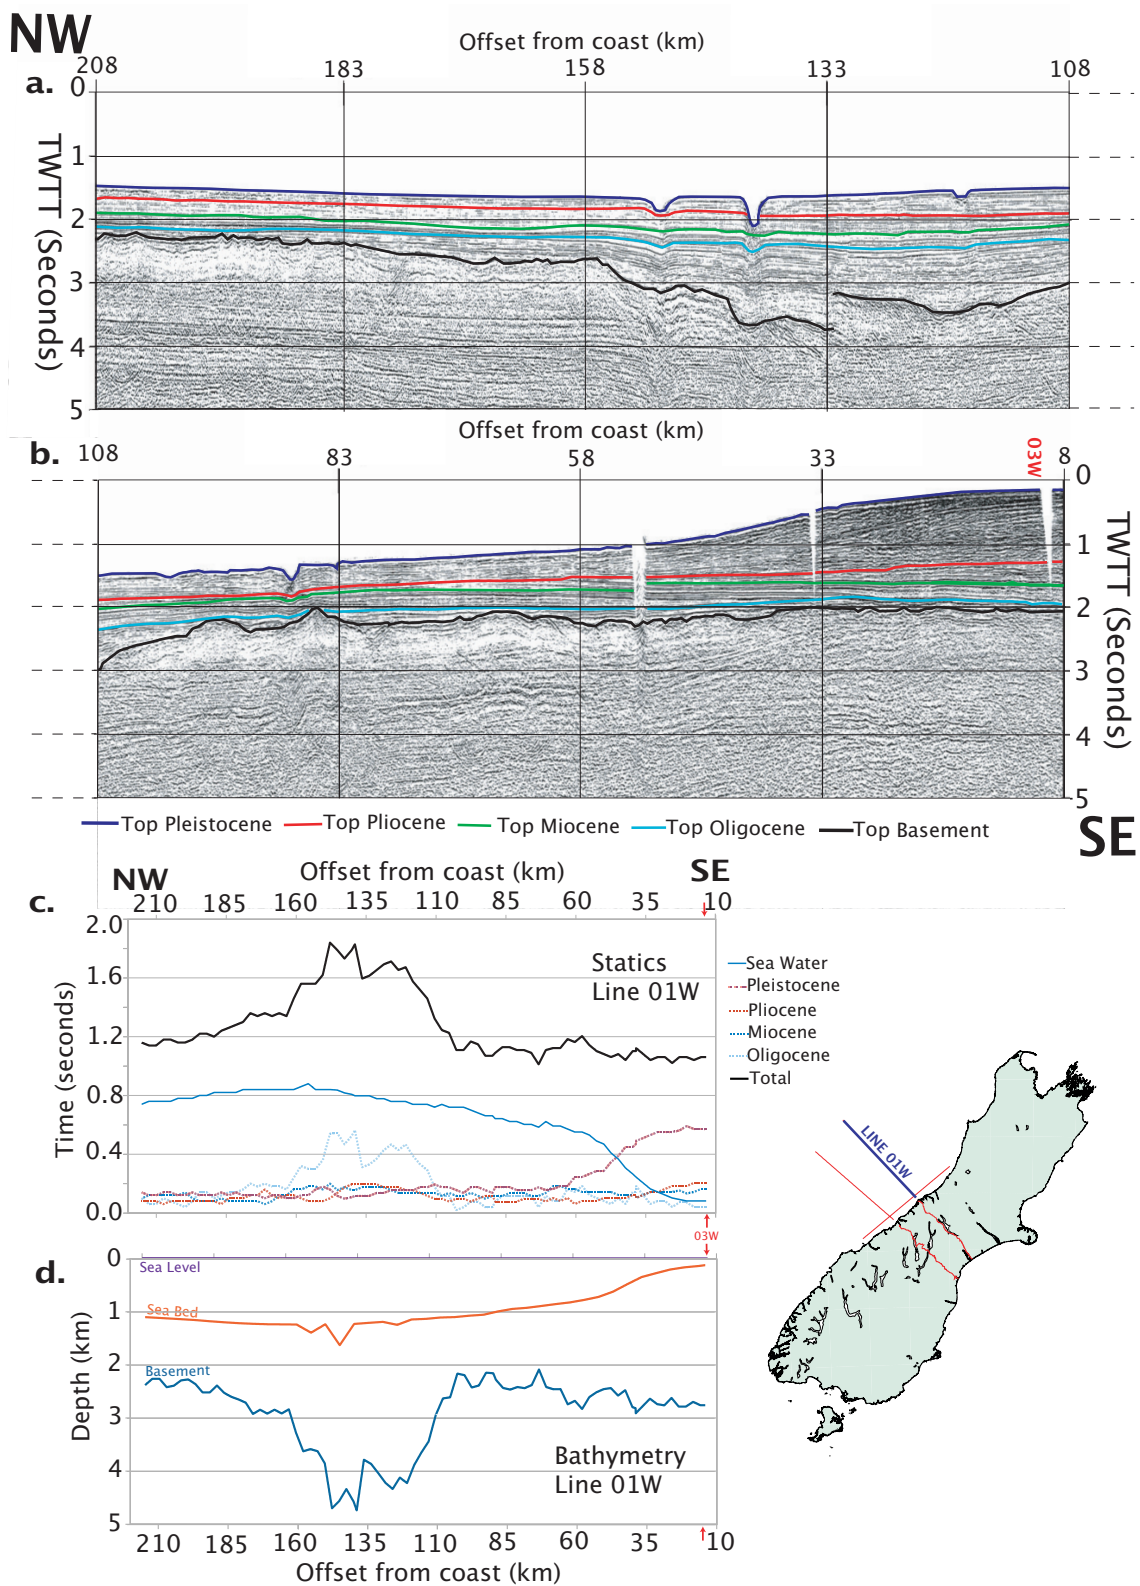 NW
Offset from coast (km)
208 183 158 133 108
a.
0
1
2
3
4
5
TWTT (Seconds)
Offset from coast (km)
b.
108 83 58 33 03W 8
0
1
2
3
4
5
TWTT (Seconds)
Top Pleistocene Top Pliocene Top Miocene Top Oligocene Top Basement
SE
NW Offset from coast (km) SE
c.
210 185 160 135 110 85 60 35 10
2.0
1.6
1.2
0.8
0.4
0.0
Time (seconds)
Statics
Line 01W
Sea Water
Pleistocene
Pliocene
Miocene
Oligocene
Total
03W
d.
0
1
2
3
4
5
Depth (km)
Sea Level
Sea Bed
Basement
Bathymetry
Line 01W
210 185 160 135 110 85 60 35 10
Offset from coast (km)
LINE 01W